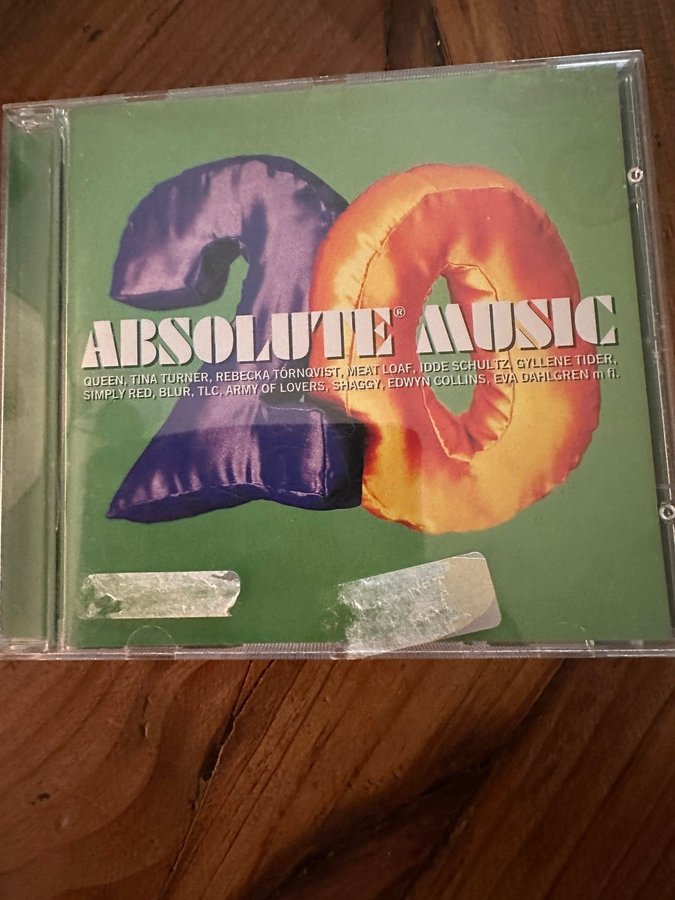 20
ABSOLUTE® MUSIC
QUEEN, TINA TURNER, REBECKA TÖRNQVIST, MEAT LOAF, IDDE SCHULTZ, GYLLENE TIDER,
SIMPLY RED, BLUR, TLC, ARMY OF LOVERS, SHAGGY, EDWYN COLLINS, EVA DAHLGREN m fl.